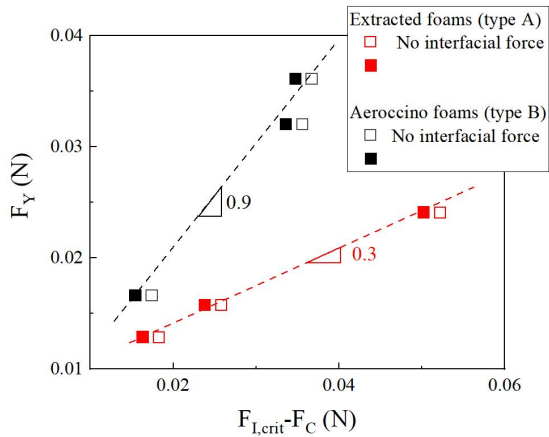 0.04
0.03
0.02
0.01
F_Y (N)
0.9
0.3
0.02
0.04
0.06
F_I,crit-F_C (N)
Extracted foams (type A)
No interfacial force
Aeroccino foams (type B)
No interfacial force